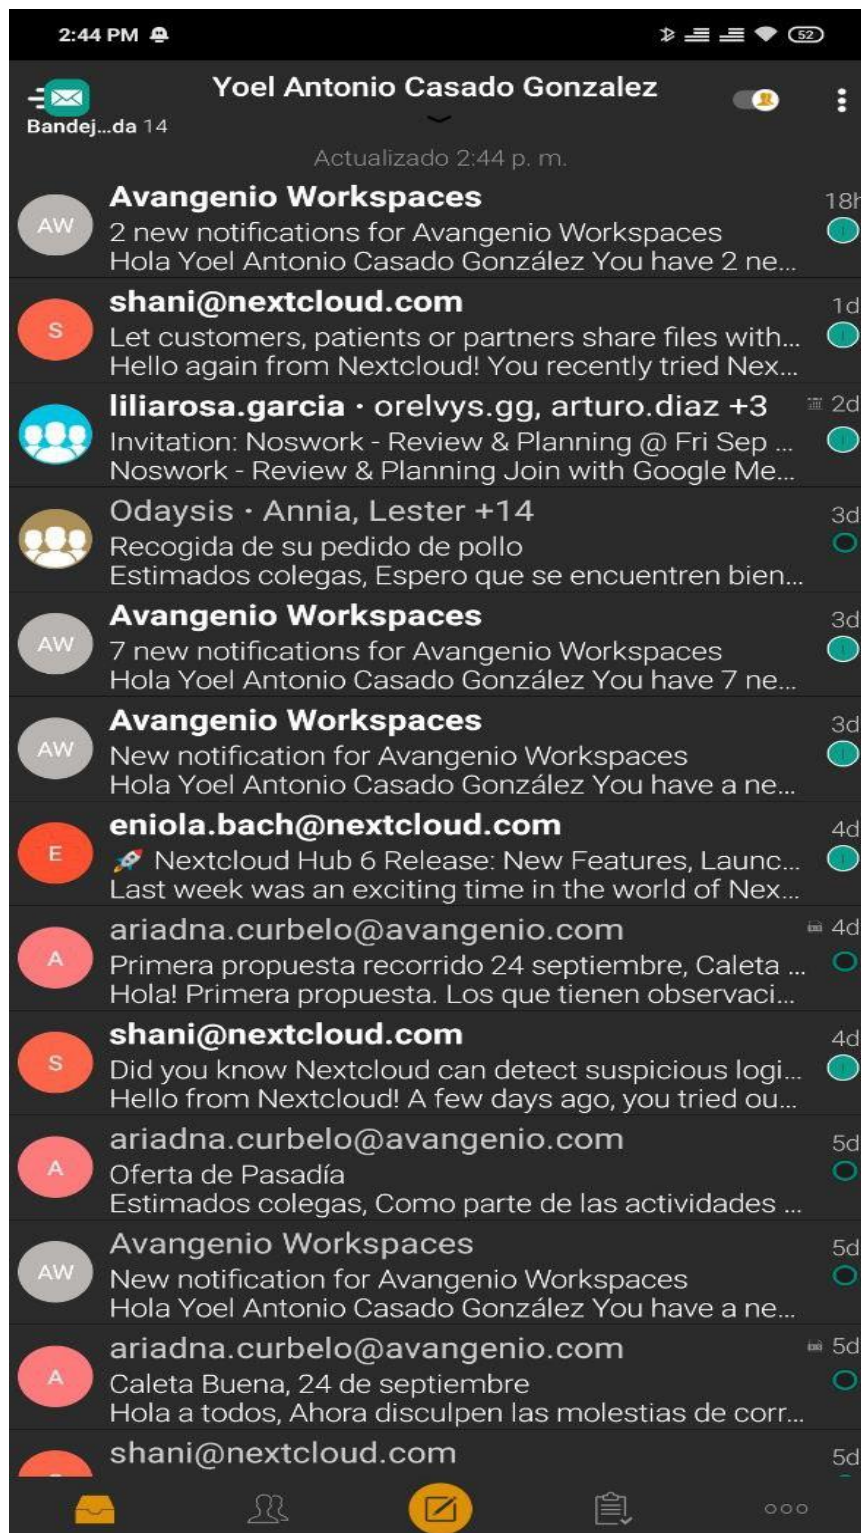 2:44 PM
52
Yoel Antonio Casado Gonzalez
Bandej...da 14
Actualizado 2:44 p. m.
AW
Avangenio Workspaces
18h
2 new notifications for Avangenio Workspaces
Hola Yoel Antonio Casado González You have 2 ne...
S
shani@nextcloud.com
1d
Let customers, patients or partners share files with...
Hello again from Nextcloud! You recently tried Nex...
liliarosa.garcia · orelvys.gg, arturo.diaz +3
2d
Invitation: Noswork - Review & Planning @ Fri Sep ...
Noswork - Review & Planning Join with Google Me...
Odaysis · Annia, Lester +14
3d
Recogida de su pedido de pollo
Estimados colegas, Espero que se encuentren bien...
AW
Avangenio Workspaces
3d
7 new notifications for Avangenio Workspaces
Hola Yoel Antonio Casado González You have 7 ne...
AW
Avangenio Workspaces
3d
New notification for Avangenio Workspaces
Hola Yoel Antonio Casado González You have a ne...
E
eniola.bach@nextcloud.com
4d
🚀 Nextcloud Hub 6 Release: New Features, Launc...
Last week was an exciting time in the world of Nex...
A
ariadna.curbelo@avangenio.com
4d
Primera propuesta recorrido 24 septiembre, Caleta ...
Hola! Primera propuesta. Los que tienen observaci...
S
shani@nextcloud.com
4d
Did you know Nextcloud can detect suspicious logi...
Hello from Nextcloud! A few days ago, you tried ou...
A
ariadna.curbelo@avangenio.com
5d
Oferta de Pasadía
Estimados colegas, Como parte de las actividades ...
AW
Avangenio Workspaces
5d
New notification for Avangenio Workspaces
Hola Yoel Antonio Casado González You have a ne...
A
ariadna.curbelo@avangenio.com
5d
Caleta Buena, 24 de septiembre
Hola a todos, Ahora disculpen las molestias de corr...
shani@nextcloud.com
5d